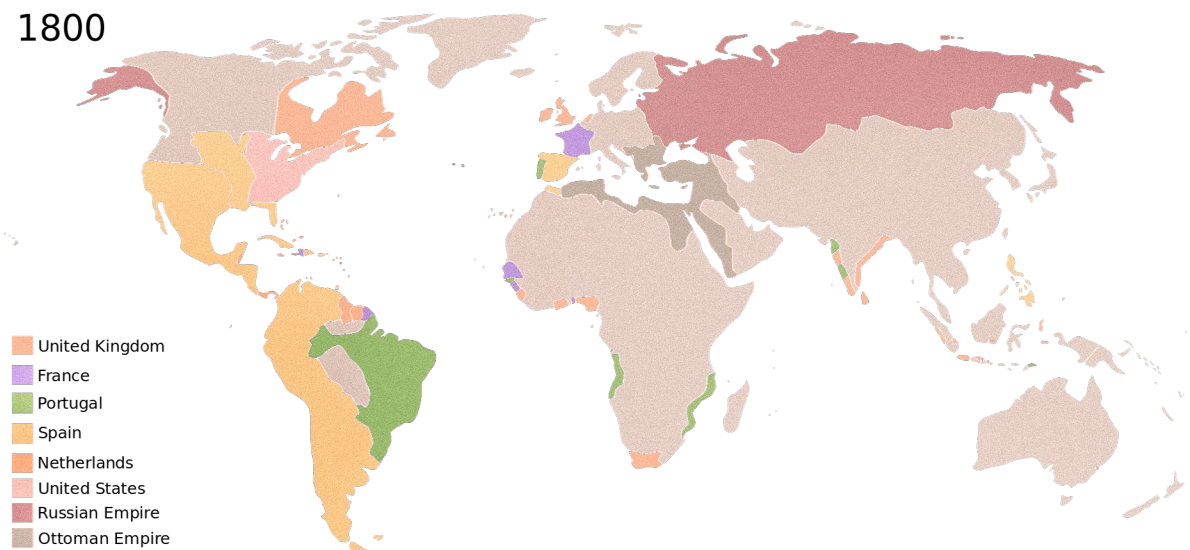 1800
United Kingdom
France
Portugal
Spain
Netherlands
United States
Russian Empire
Ottoman Empire